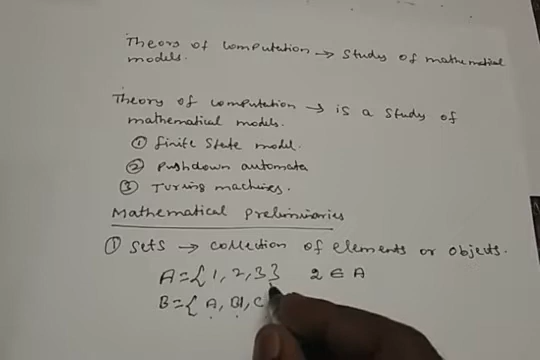 Theory of computation → study of mathematical
models.
Theory of computation → is a study of
mathematical models.
① finite state model.
② pushdown automata
③ Turing machines.
Mathematical Preliminaries
① Sets → collection of elements or objects.
A = {1, 2, 3} 2 ∈ A
B = { A, B, C